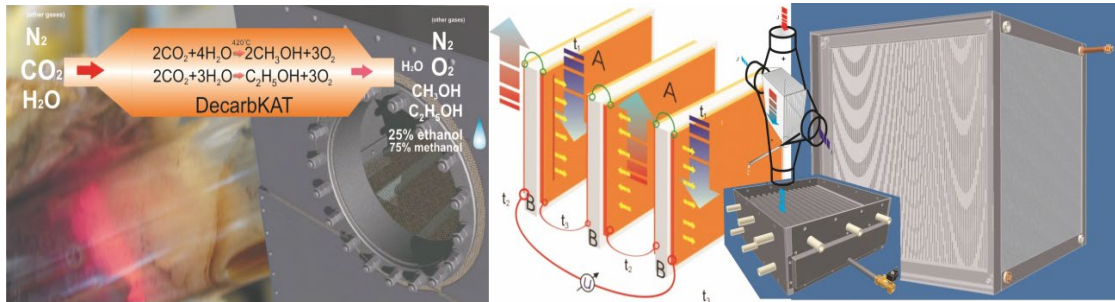 (other gases)
N₂
CO₂
H₂O
420°C
2CO₂+4H₂O→2CH₃OH+3O₂
2CO₂+3H₂O→C₂H₅OH+3O₂
DecarbKAT
(other gases)
N₂
H₂O
O₂
CH₃OH
C₂H₅OH
25% ethanol
75% methanol
t₁
A
A
t₁
B
t₂
t₃
B
t₂
B
u
t₃